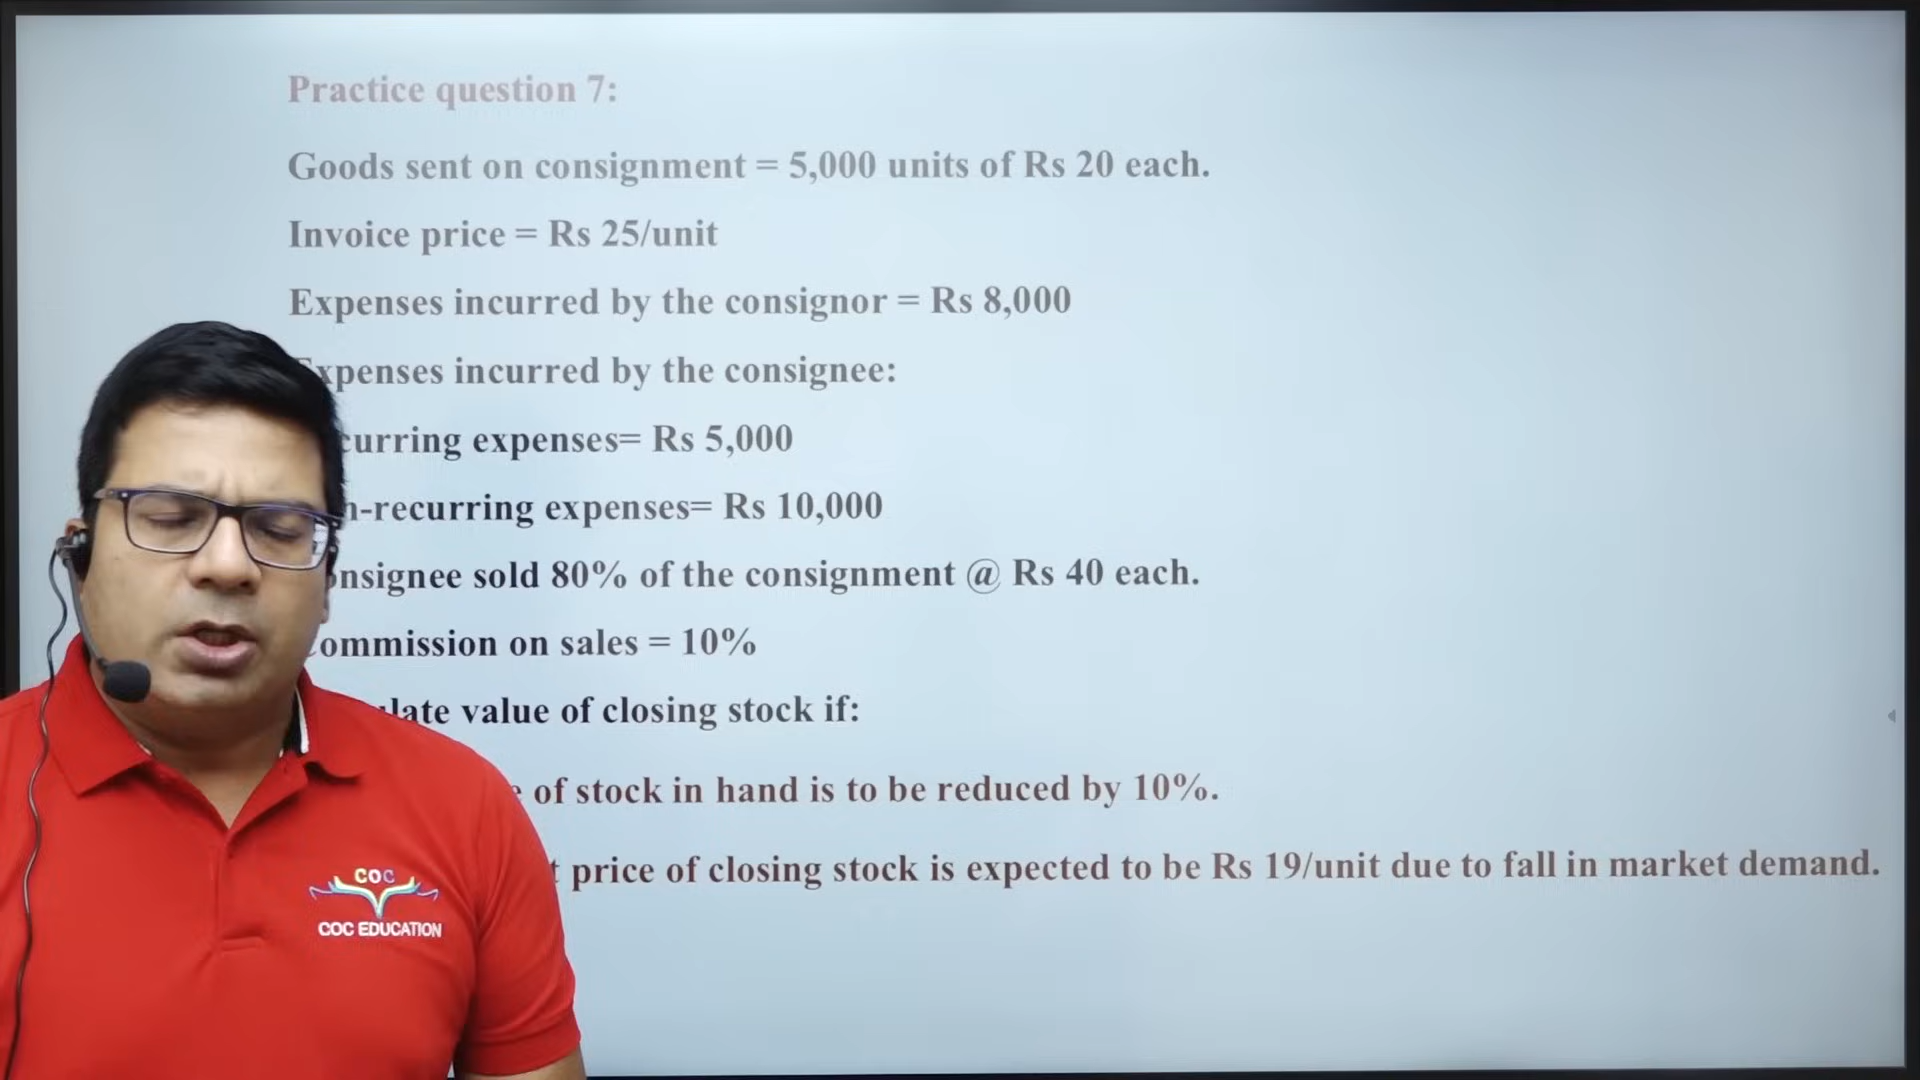 Practice question 7:
Goods sent on consignment = 5,000 units of Rs 20 each.
Invoice price = Rs 25/unit
Expenses incurred by the consignor = Rs 8,000
xpenses incurred by the consignee:
curring expenses= Rs 5,000
-recurring expenses= Rs 10,000
nsignee sold 80% of the consignment @ Rs 40 each.
ommission on sales = 10%
late value of closing stock if:
of stock in hand is to be reduced by 10%.
t price of closing stock is expected to be Rs 19/unit due to fall in market demand.
COC
COC EDUCATION